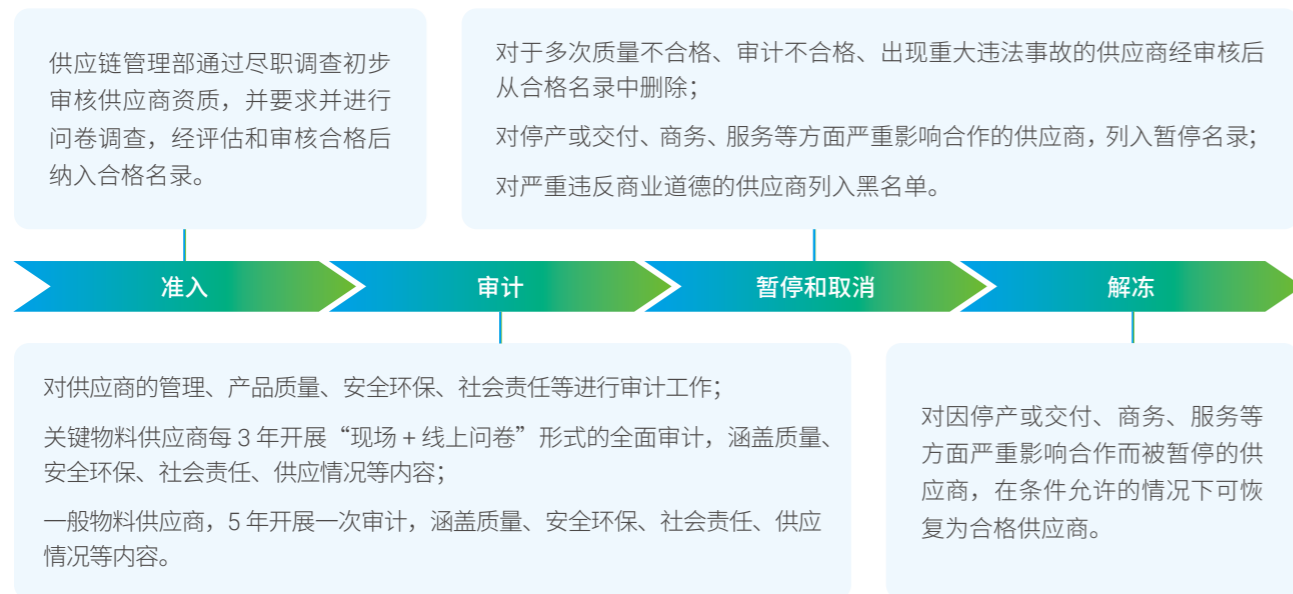 供应链管理部通过尽职调查初步
审核供应商资质，并要求并进行
问卷调查，经评估和审核合格后
纳入合格名录。
对于多次质量不合格、审计不合格、出现重大违法事故的供应商经审核后
从合格名录中删除；
对停产或交付、商务、服务等方面严重影响合作的供应商，列入暂停名录；
对严重违反商业道德的供应商列入黑名单。
准入
审计
暂停和取消
解冻
对供应商的管理、产品质量、安全环保、社会责任等进行审计工作；
关键物料供应商每 3 年开展“现场 + 线上问卷”形式的全面审计，涵盖质量、
安全环保、社会责任、供应情况等内容；
一般物料供应商，5 年开展一次审计，涵盖质量、安全环保、社会责任、供应
情况等内容。
对因停产或交付、商务、服务等
方面严重影响合作而被暂停的供
应商，在条件允许的情况下可恢
复为合格供应商。